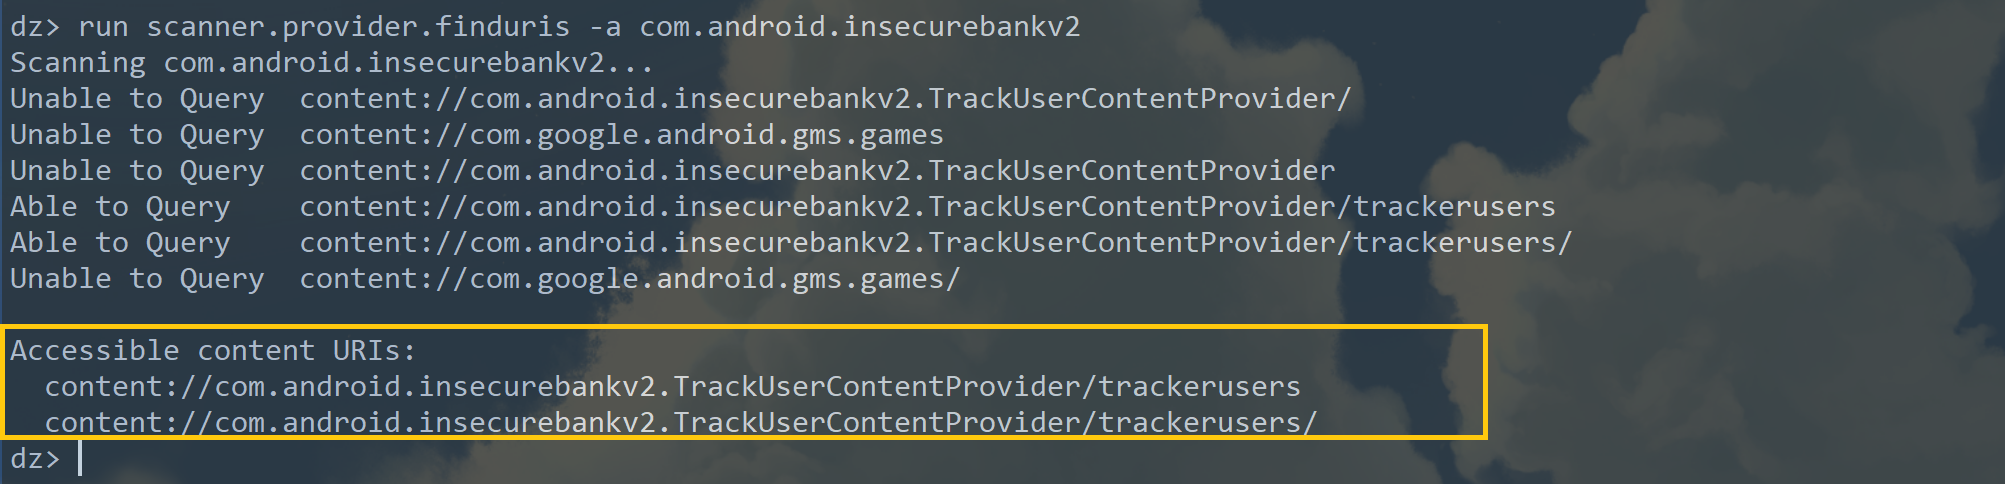 dz> run scanner.provider.finduris -a com.android.insecurebankv2
Scanning com.android.insecurebankv2...
Unable to Query  content://com.android.insecurebankv2.TrackUserContentProvider/
Unable to Query  content://com.google.android.gms.games
Unable to Query  content://com.android.insecurebankv2.TrackUserContentProvider
Able to Query    content://com.android.insecurebankv2.TrackUserContentProvider/trackerusers
Able to Query    content://com.android.insecurebankv2.TrackUserContentProvider/trackerusers/
Unable to Query  content://com.google.android.gms.games/
Accessible content URIs:
  content://com.android.insecurebankv2.TrackUserContentProvider/trackerusers
  content://com.android.insecurebankv2.TrackUserContentProvider/trackerusers/
dz>